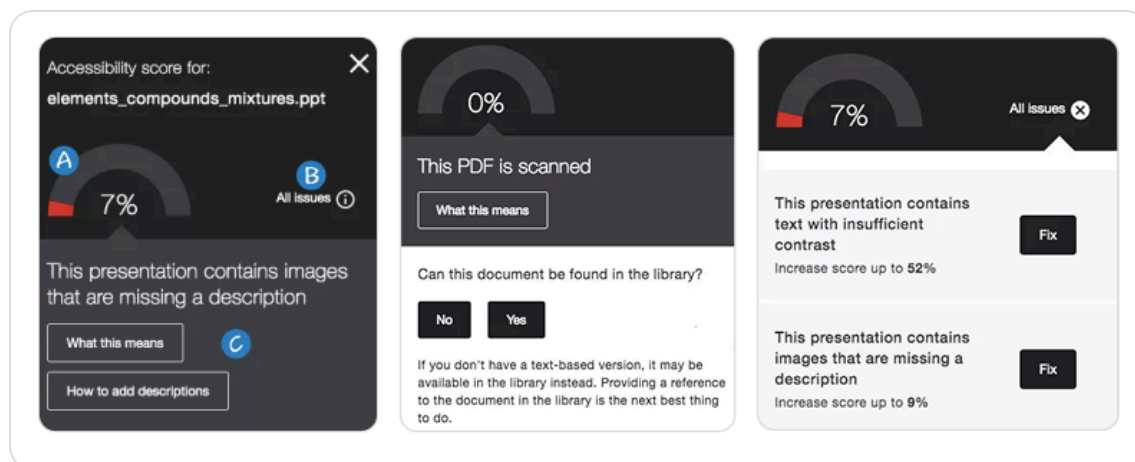 Accessibility score for:
elements_compounds_mixtures.ppt
A
B
All issues
7%
This presentation contains images
that are missing a description
What this means
C
How to add descriptions
0%
This PDF is scanned
What this means
Can this document be found in the library?
No
Yes
If you don't have a text-based version, it may be
available in the library instead. Providing a reference
to the document in the library is the next best thing
to do.
7%
All issues
This presentation contains
text with insufficient
contrast
Fix
Increase score up to 52%
This presentation contains
images that are missing a
description
Fix
Increase score up to 9%